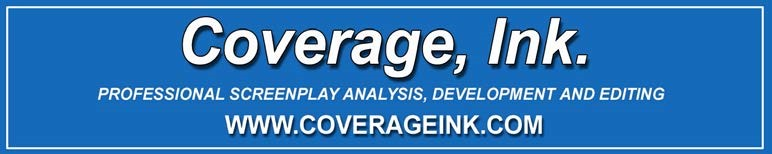 Coverage, Ink.
PROFESSIONAL SCREENPLAY ANALYSIS, DEVELOPMENT AND EDITING
WWW.COVERAGEINK.COM